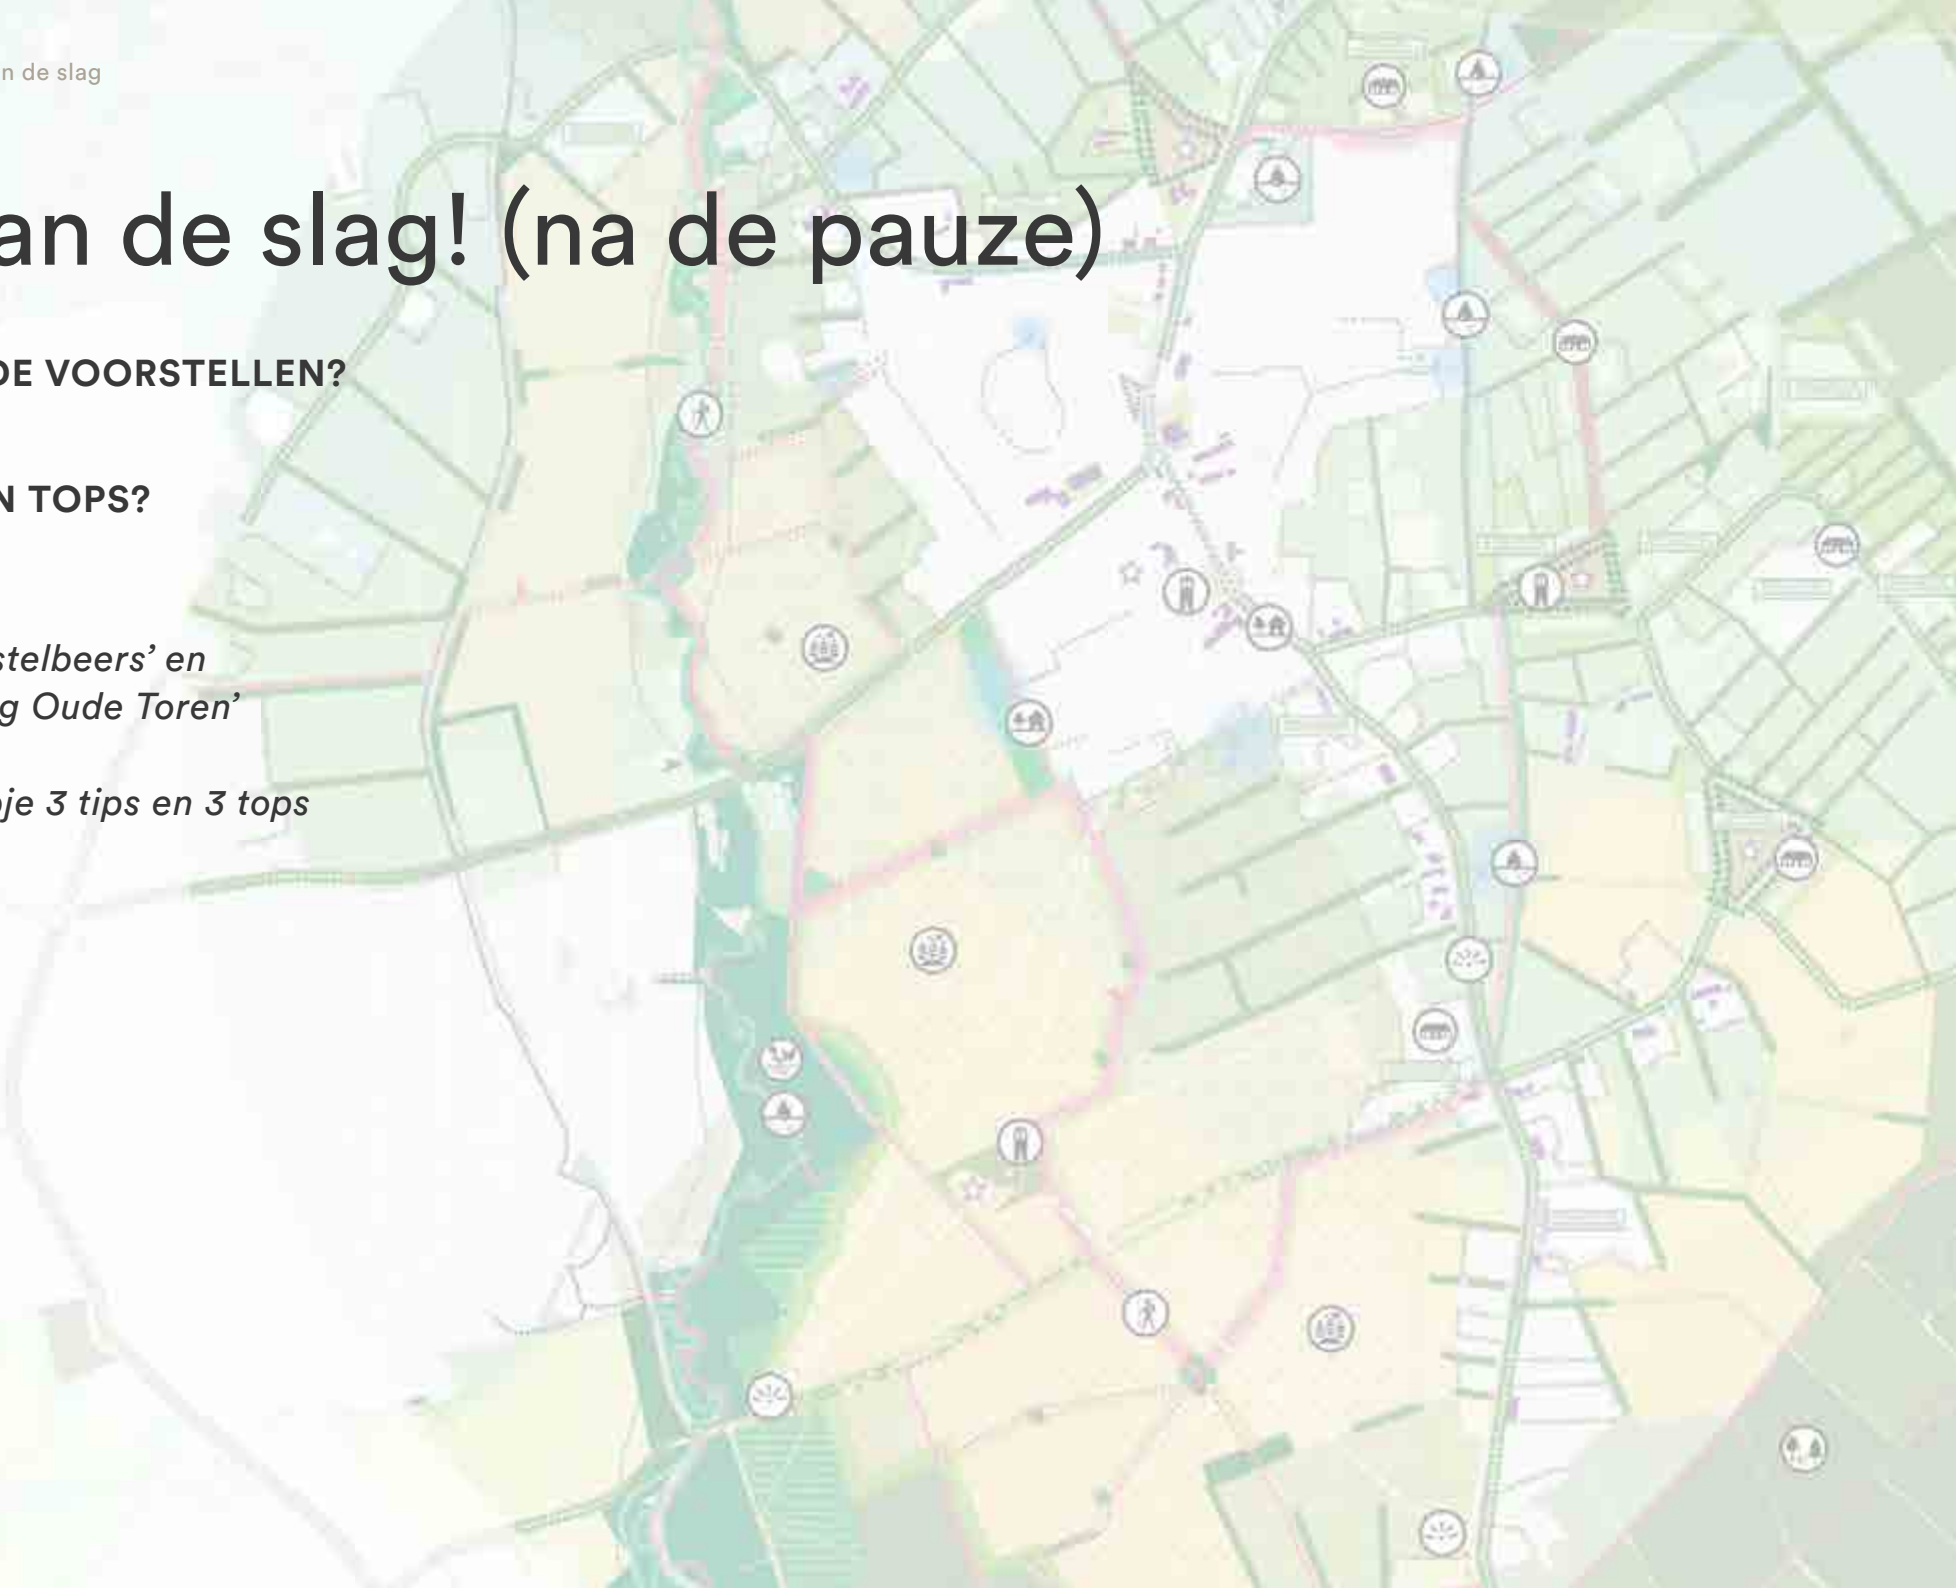 n de slag
an de slag! (na de pauze)
DE VOORSTELLEN?
N TOPS?
stelbeers’ en
g Oude Toren’
je 3 tips en 3 tops